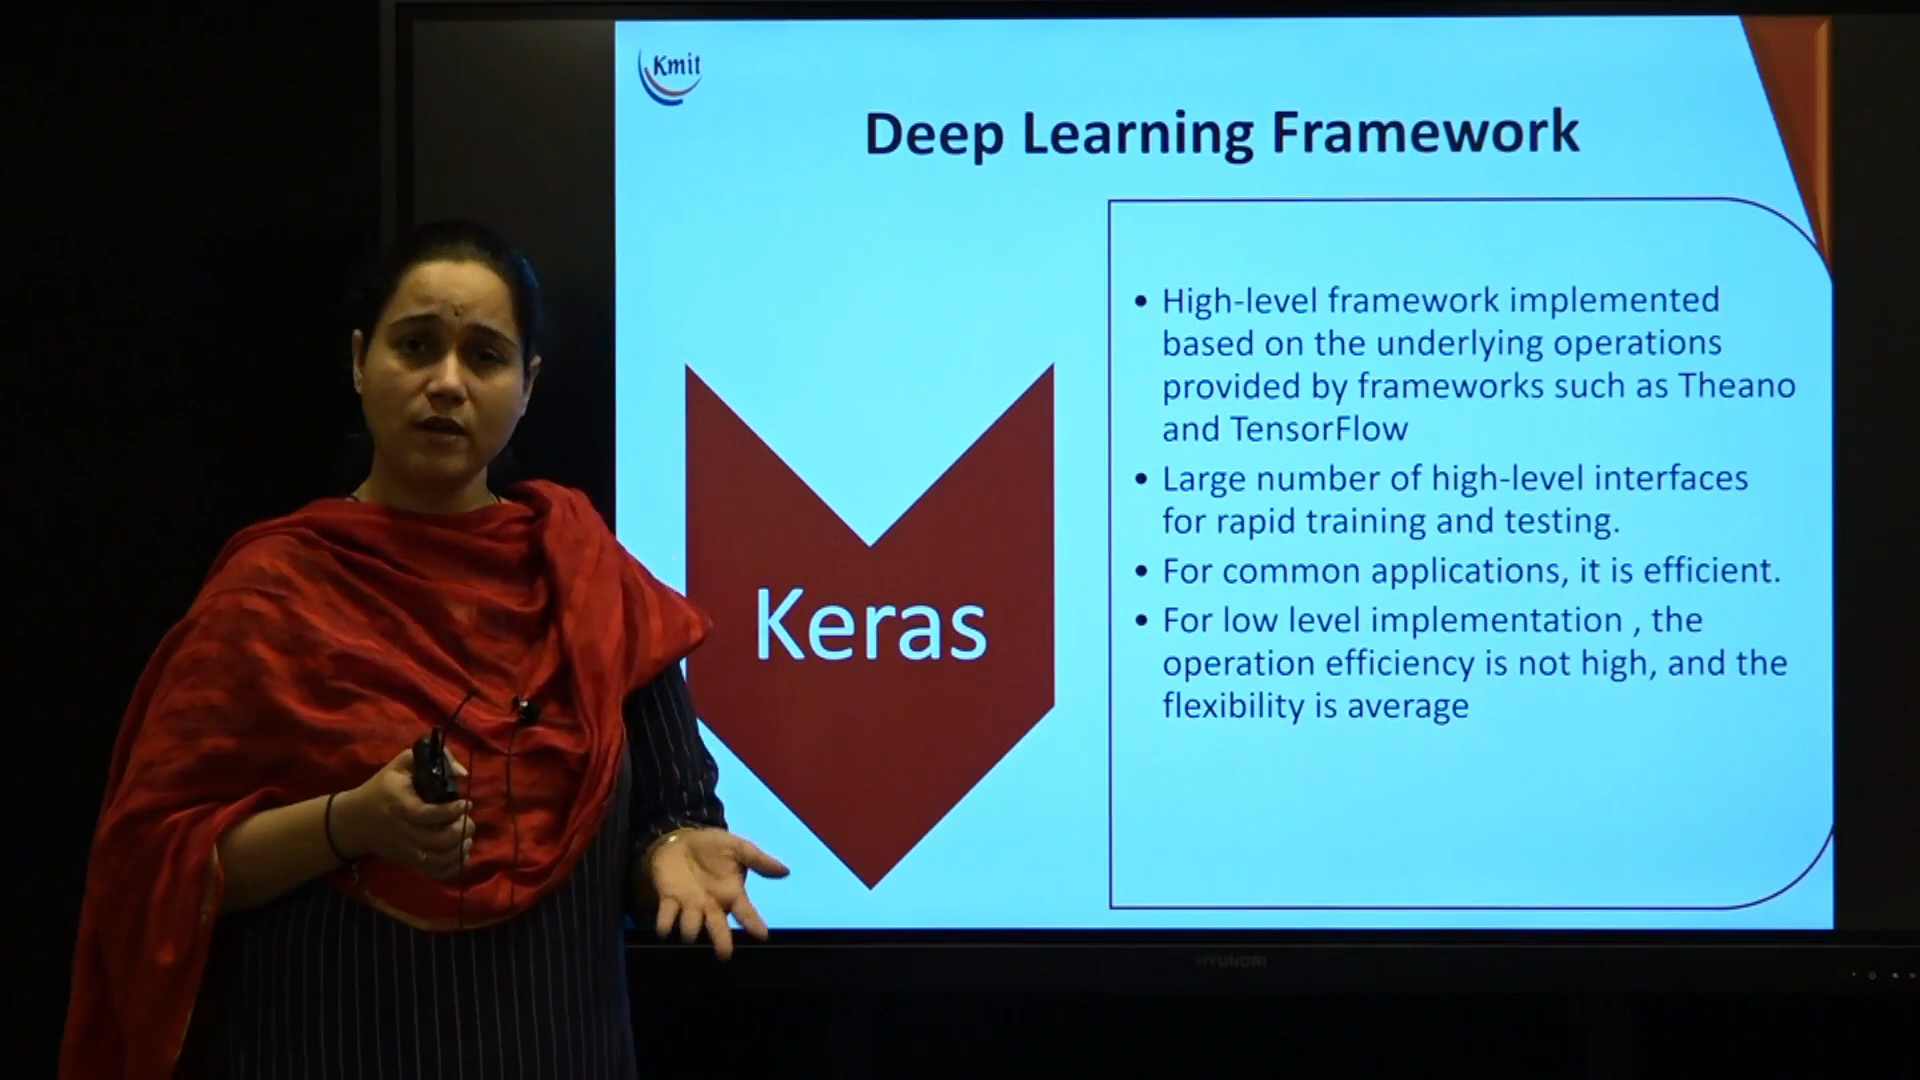 Kmit
Deep Learning Framework
• High-level framework implemented
based on the underlying operations
provided by frameworks such as Theano
and TensorFlow
• Large number of high-level interfaces
for rapid training and testing.
• For common applications, it is efficient.
• For low level implementation , the
operation efficiency is not high, and the
flexibility is average
Keras
HYUNDAI